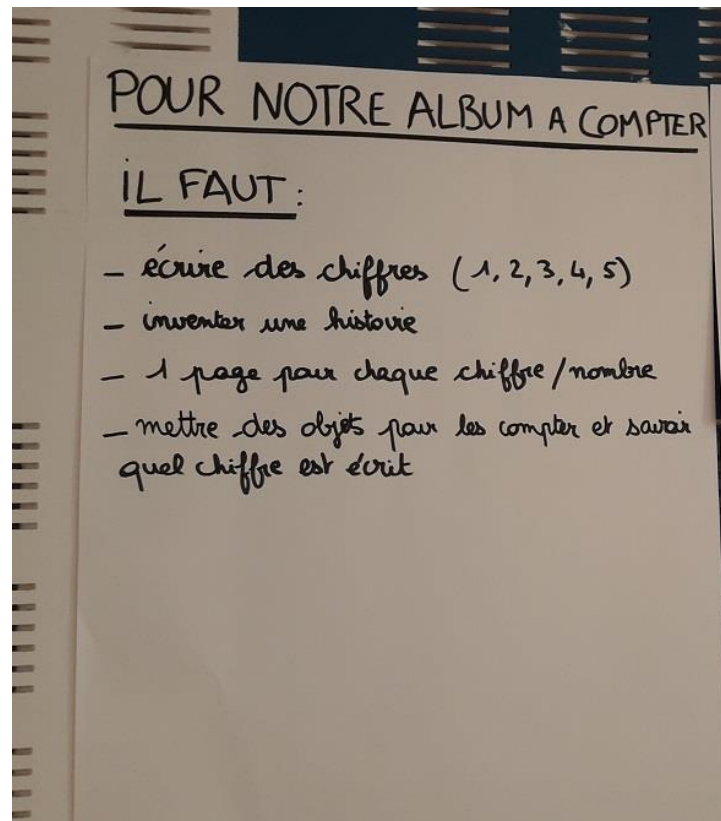 POUR NOTRE ALBUM A COMPTER
IL FAUT :
- écrire des chiffres (1, 2, 3, 4, 5)
- inventer une histoire
- 1 page pour chaque chiffre/nombre
- mettre des objets pour les compter et savoir
quel chiffre est écrit